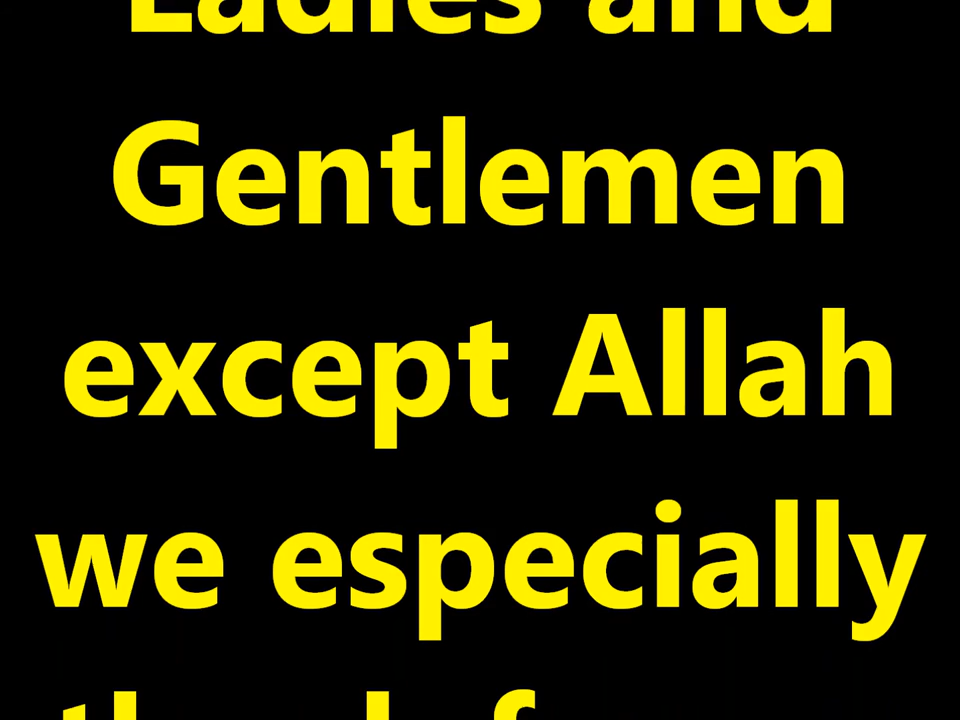 Ladies and
Gentlemen
except Allah
we especially